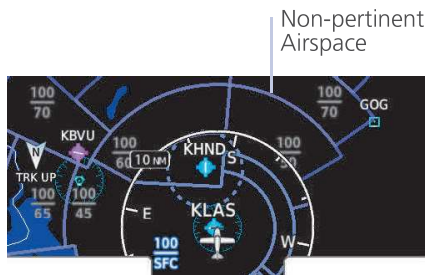 Non-pertinent
Airspace
100
70
100
70
GOG
KBVU
100
60
10 NM
KHND
S
100
N
TRK UP
100
65
100
45
E
KLAS
W
100
SFC